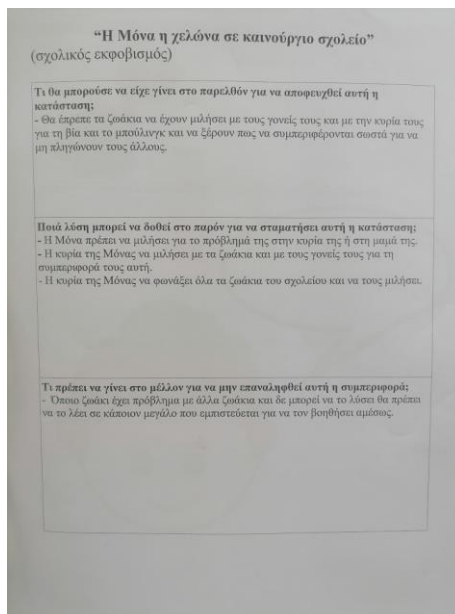 “Η Μόνα η χελώνα σε καινούργιο σχολείο”
(σχολικός εκφοβισμός)
Τι θα μπορούσε να είχε γίνει στο παρελθόν για να αποφευχθεί αυτή η
κατάσταση;
- Θα έπρεπε τα ζωάκια να έχουν μιλήσει με τους γονείς τους και με την κυρία τους
για τη βία και το μπούλινγκ και να ξέρουν πως να συμπεριφέρονται σωστά για να
μη πληγώνουν τους άλλους.
Ποιά λύση μπορεί να δοθεί στο παρόν για να σταματήσει αυτή η κατάσταση;
- Η Μόνα πρέπει να μιλήσει για το πρόβλημά της στην κυρία της ή στη μαμά της.
- Η κυρία της Μόνας να μιλήσει με τα ζωάκια και με τους γονείς τους για τη
συμπεριφορά τους αυτή.
- Η κυρία της Μόνας να φωνάξει όλα τα ζωάκια του σχολείου και να τους μιλήσει.
Τι πρέπει να γίνει στο μέλλον για να μην επαναληφθεί αυτή η συμπεριφορά;
- Όποιο ζωάκι έχει πρόβλημα με άλλα ζωάκια και δε μπορεί να το λύσει θα πρέπει
να το λέει σε κάποιον μεγάλο που εμπιστεύεται για να τον βοηθήσει αμέσως.